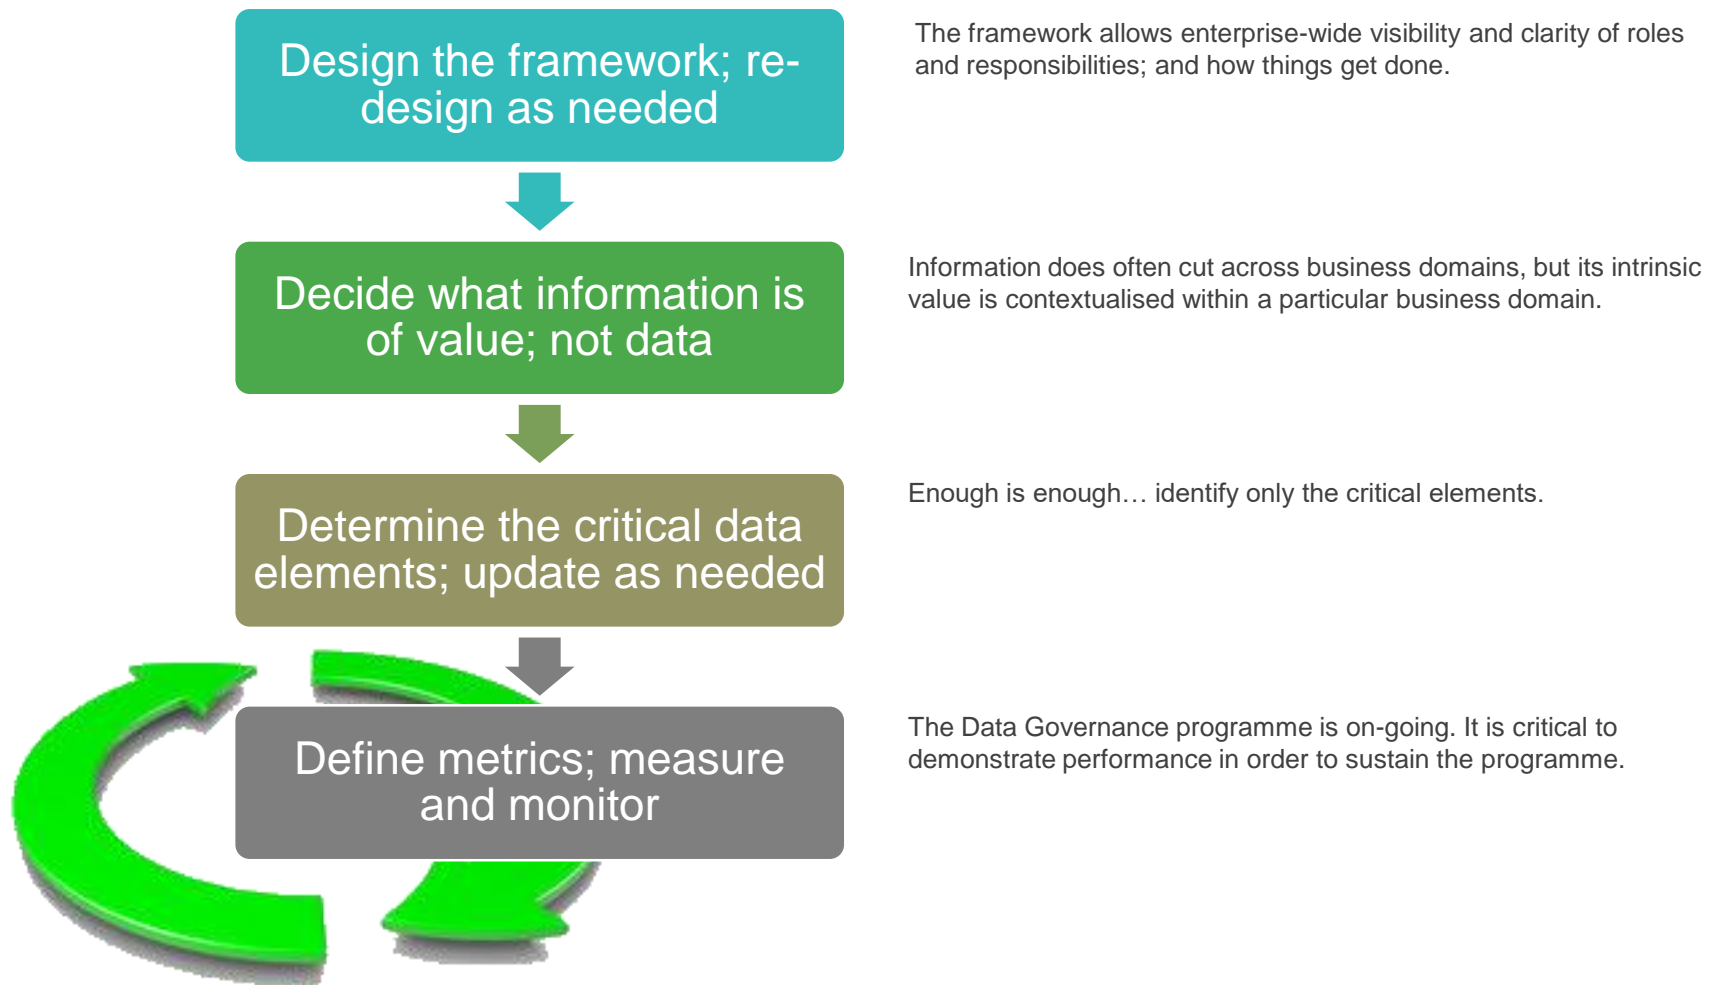 Design the framework; re-
design as needed
The framework allows enterprise-wide visibility and clarity of roles
and responsibilities; and how things get done.
Decide what information is
of value; not data
Information does often cut across business domains, but its intrinsic
value is contextualised within a particular business domain.
Determine the critical data
elements; update as needed
Enough is enough… identify only the critical elements.
Define metrics; measure
and monitor
The Data Governance programme is on-going. It is critical to
demonstrate performance in order to sustain the programme.